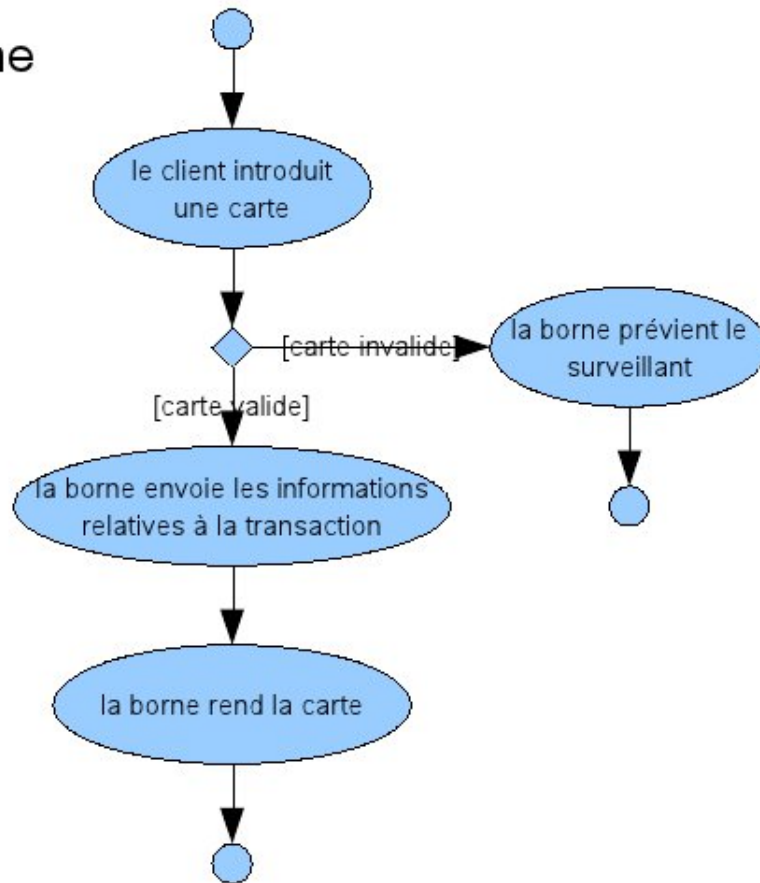 le client introduit
une carte
[carte invalide]
la borne prévient le
surveillant
[carte valide]
la borne envoie les informations
relatives à la transaction
la borne rend la carte